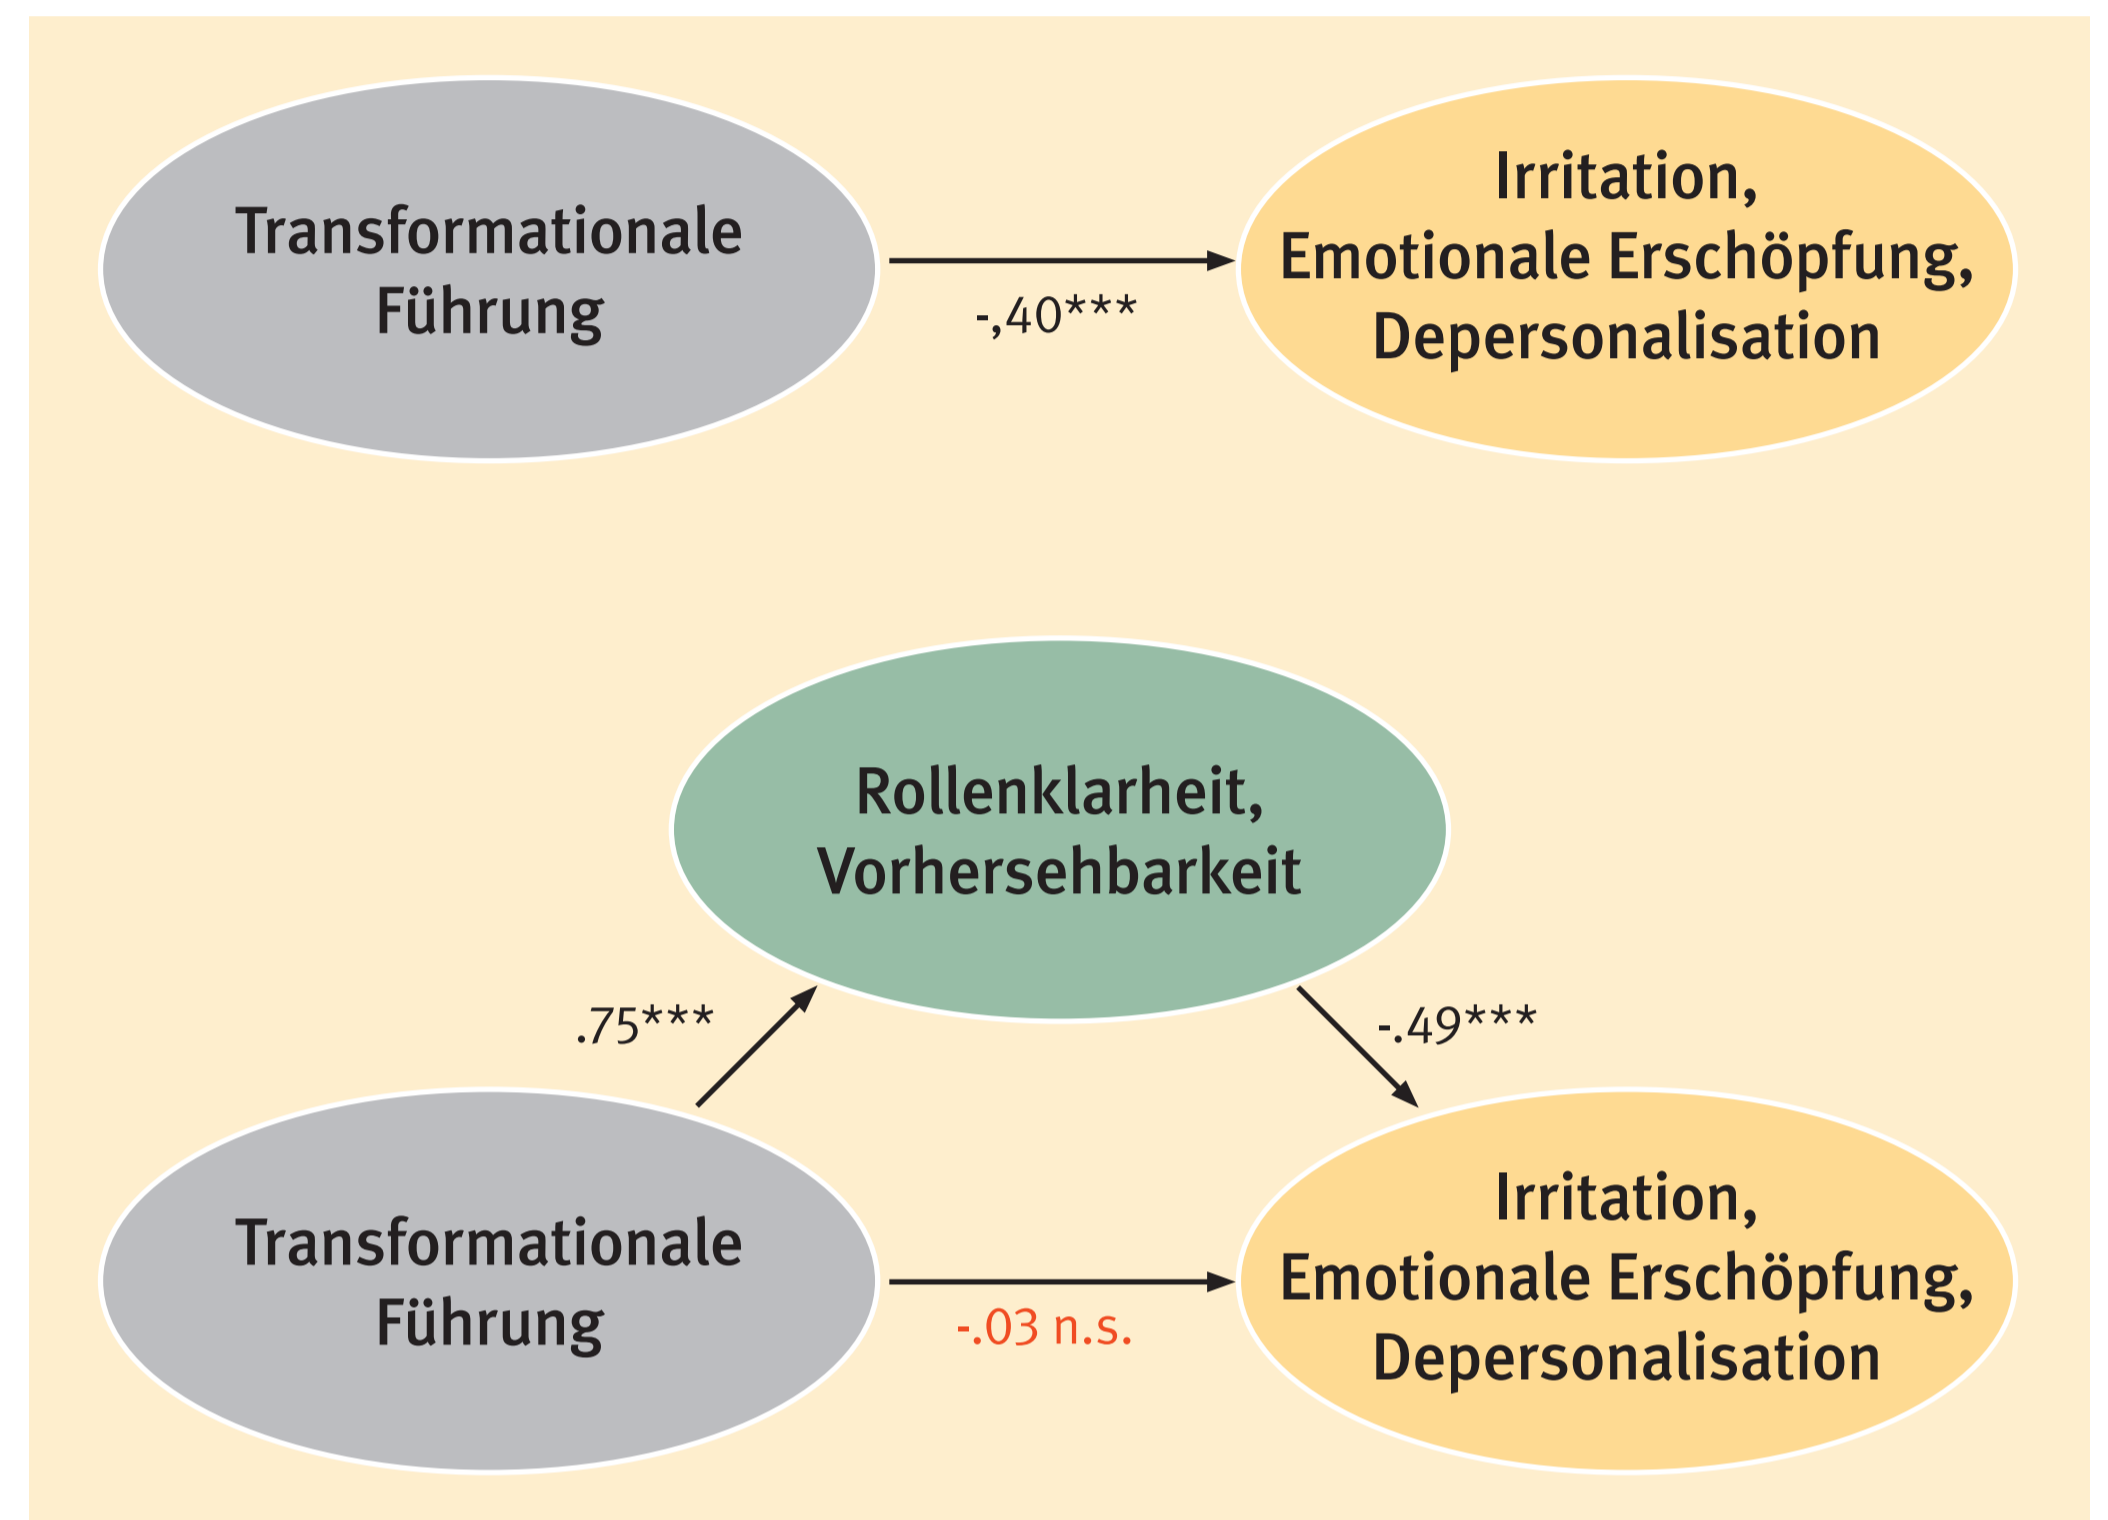 Transformationale
Führung
-,40***
Irritation,
Emotionale Erschöpfung,
Depersonalisation
Rollenklarheit,
Vorhersehbarkeit
.75***
-.49***
Transformationale
Führung
-.03 n.s.
Irritation,
Emotionale Erschöpfung,
Depersonalisation